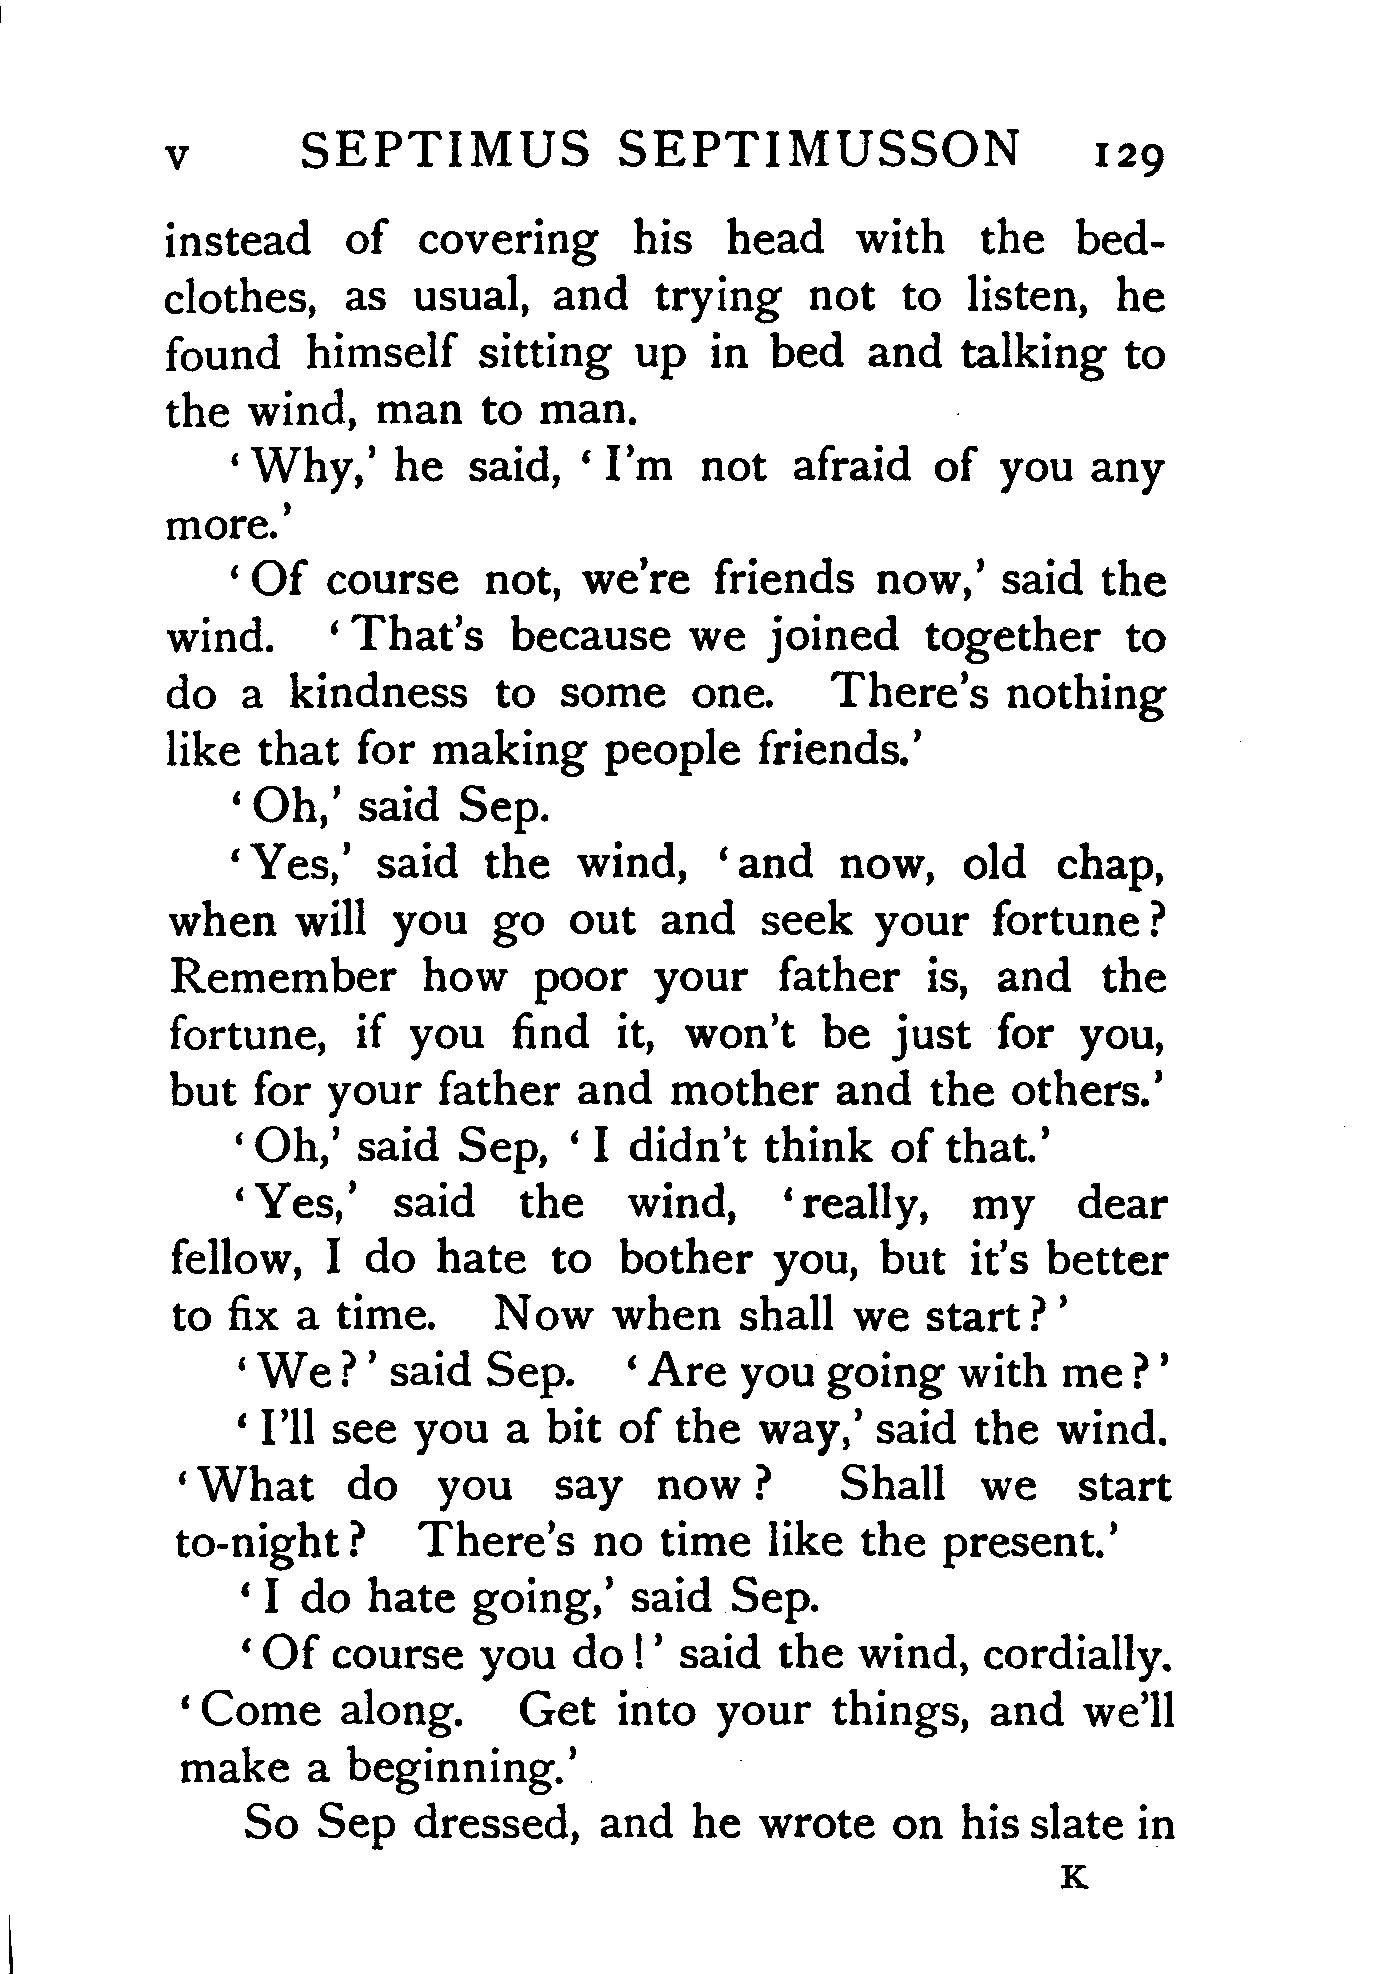 v SEPTIMUS SEPTIMUSSON 129
instead of covering his head with the bed-
clothes, as usual, and trying not to listen, he
found himself sitting up in bed and talking to
the wind, man to man.
‘Why,’ he said, ‘I’m not afraid of you any
more.’
‘Of course not, we’re friends now,’ said the
wind. ‘That’s because we joined together to
do a kindness to some one. There’s nothing
like that for making people friends.’
‘Oh,’ said Sep.
‘Yes,’ said the wind, ‘and now, old chap,
when will you go out and seek your fortune?
Remember how poor your father is, and the
fortune, if you find it, won’t be just for you,
but for your father and mother and the others.’
‘Oh,’ said Sep, ‘I didn’t think of that.’
‘Yes,’ said the wind, ‘really, my dear
fellow, I do hate to bother you, but it’s better
to fix a time. Now when shall we start?’
‘We?’ said Sep. ‘Are you going with me?’
‘I’ll see you a bit of the way,’ said the wind.
‘What do you say now? Shall we start
to-night? There’s no time like the present.’
‘I do hate going,’ said Sep.
‘Of course you do!’ said the wind, cordially.
‘Come along. Get into your things, and we’ll
make a beginning.’
So Sep dressed, and he wrote on his slate in
K